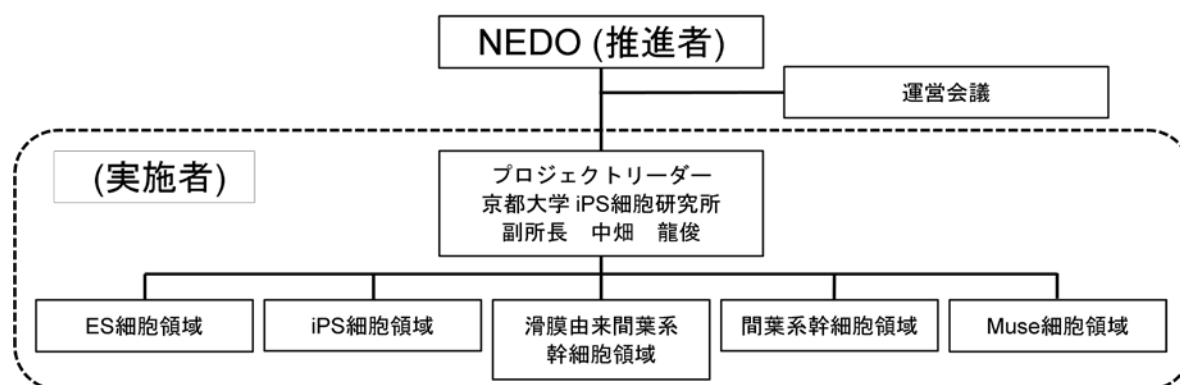 NEDO (推進者)
運営会議
(実施者)
プロジェクトリーダー
京都大学 iPS細胞研究所
副所長　中畑　龍俊
ES細胞領域
iPS細胞領域
滑膜由来間葉系
幹細胞領域
間葉系幹細胞領域
Muse細胞領域